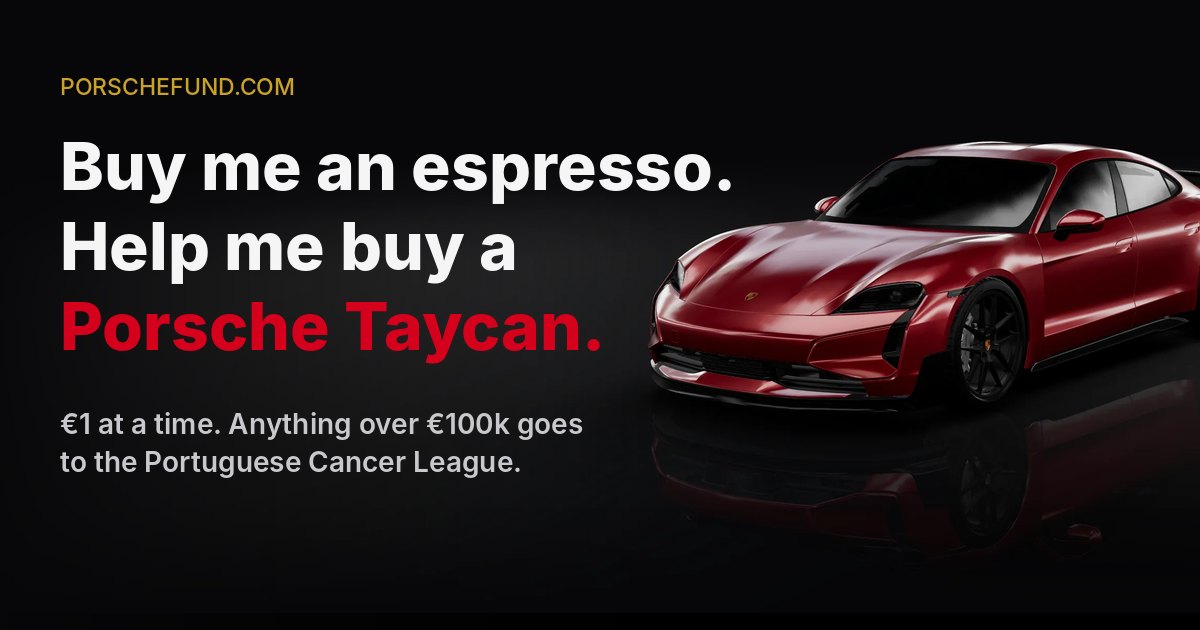 PORSCHEFUND.COM
Buy me an espresso.
Help me buy a
Porsche Taycan.
€1 at a time. Anything over €100k goes
to the Portuguese Cancer League.